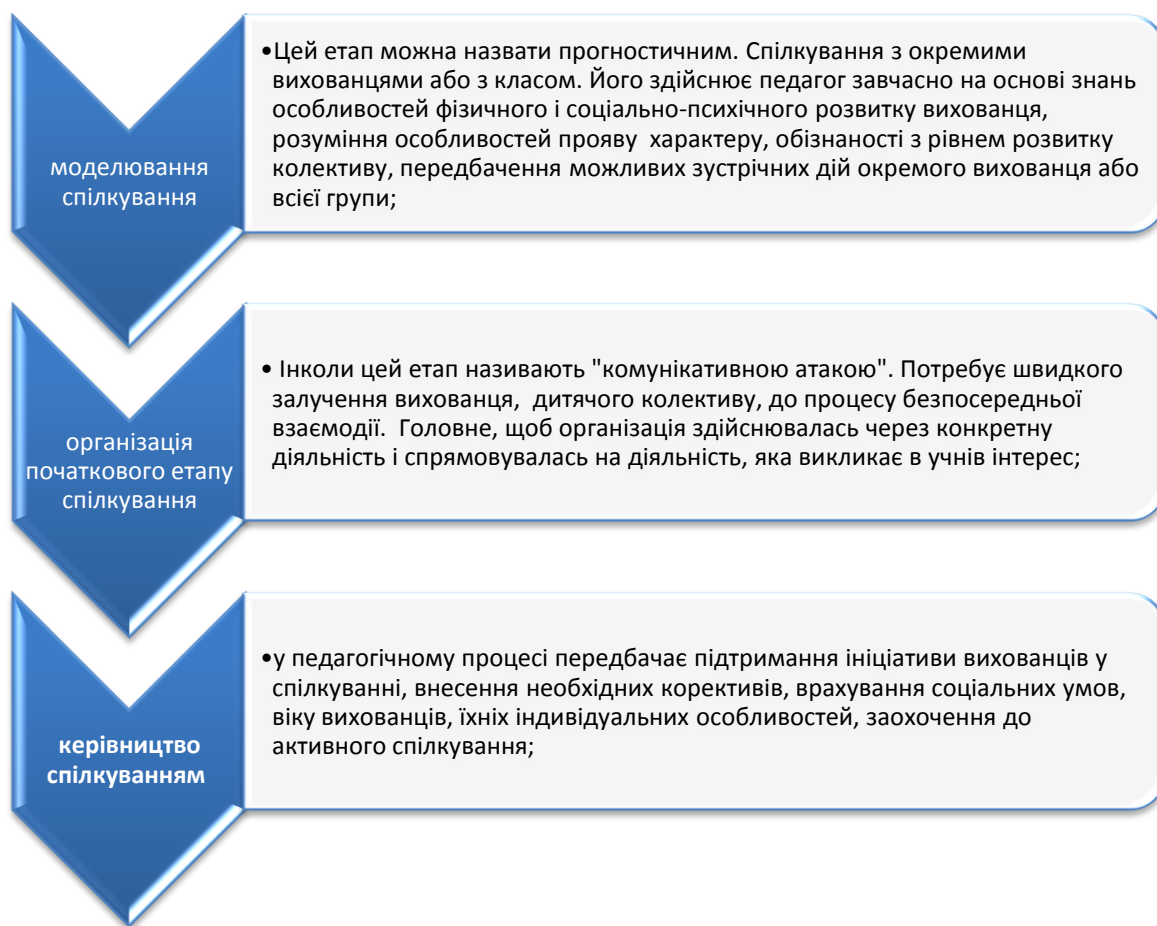 моделювання
спілкування
•Цей етап можна назвати прогностичним. Спілкування з окремими
вихованцями або з класом. Його здійснює педагог завчасно на основі знань
особливостей фізичного і соціально-психічного розвитку вихованця,
розуміння особливостей прояву характеру, обізнаності з рівнем розвитку
колективу, передбачення можливих зустрічних дій окремого вихованця або
всієї групи;
організація
початкового етапу
спілкування
• Інколи цей етап називають "комунікативною атакою". Потребує швидкого
залучення вихованця, дитячого колективу, до процесу безпосередньої
взаємодії. Головне, щоб організація здійснювалась через конкретну
діяльність і спрямовувалась на діяльність, яка викликає в учнів інтерес;
керівництво
спілкуванням
•у педагогічному процесі передбачає підтримання ініціативи вихованців у
спілкуванні, внесення необхідних корективів, врахування соціальних умов,
віку вихованців, їхніх індивідуальних особливостей, заохочення до
активного спілкування;